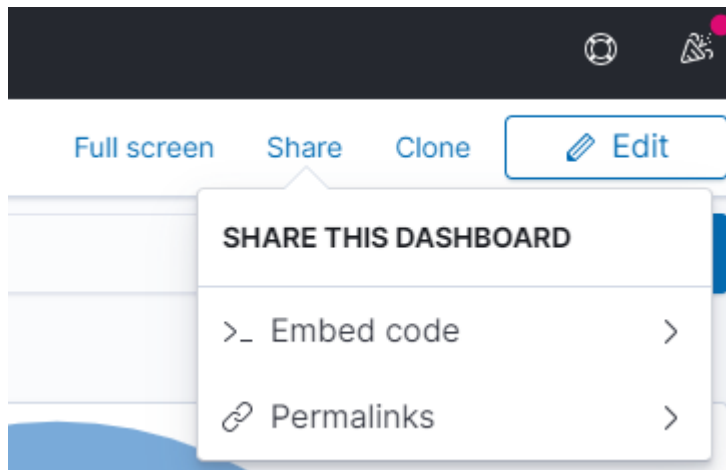 Full screen Share Clone Edit
SHARE THIS DASHBOARD
Embed code
Permalinks